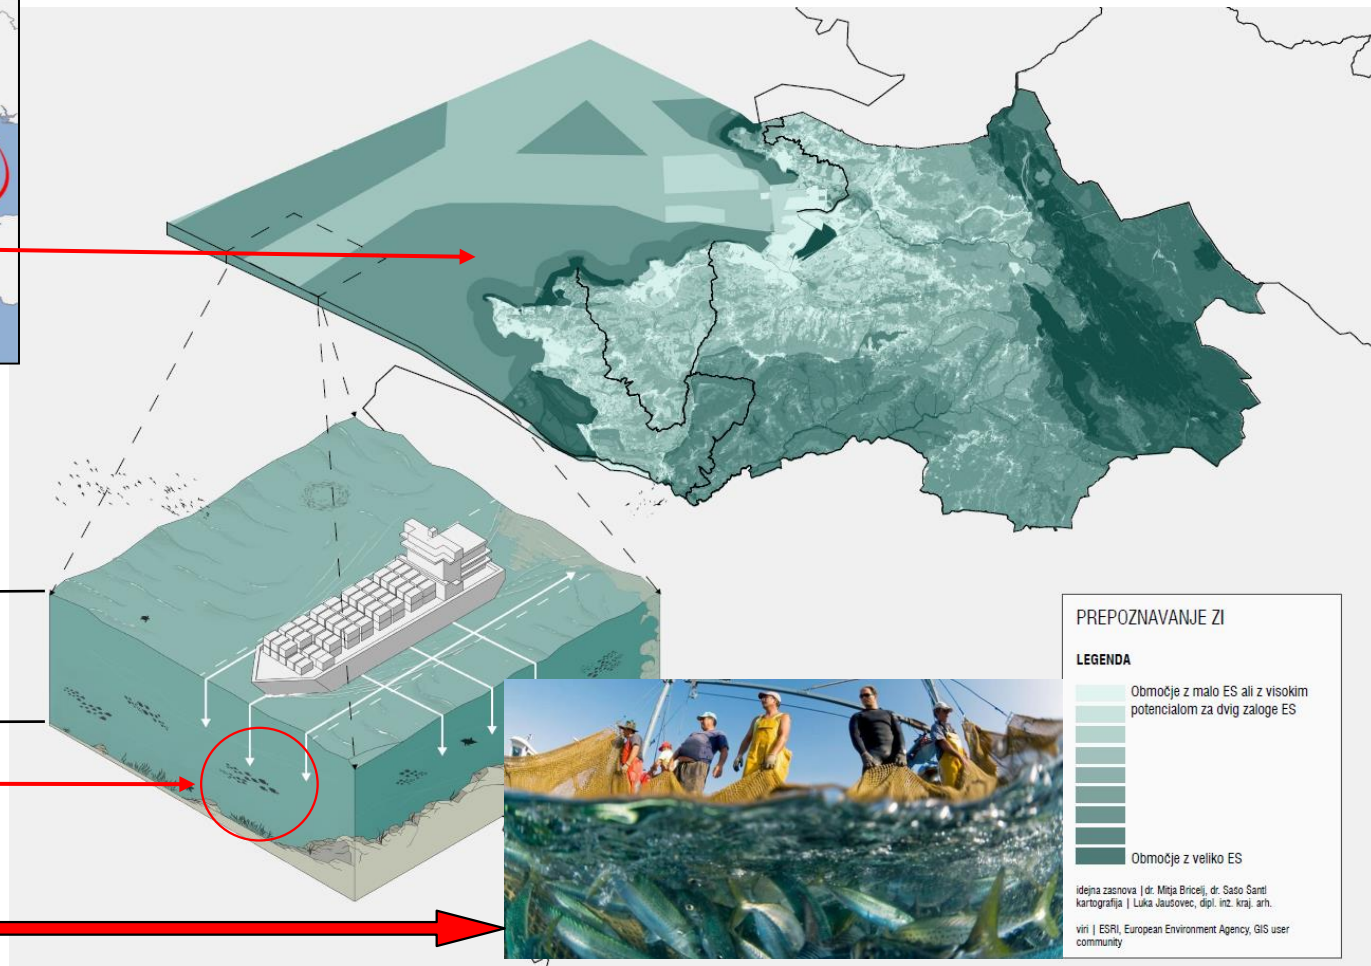 PREPOZNAVANJE ZI
LEGENDA
Območje z malo ES ali z visokim
potencialom za dvig zaloge ES
Območje z veliko ES
idejna zasnova | dr. Mitja Bricelj, dr. Sašo Šantl
kartografija | Luka Jaušovec, dipl. inž. kraj. arh.
viri | ESRI, European Environment Agency, GIS user
community